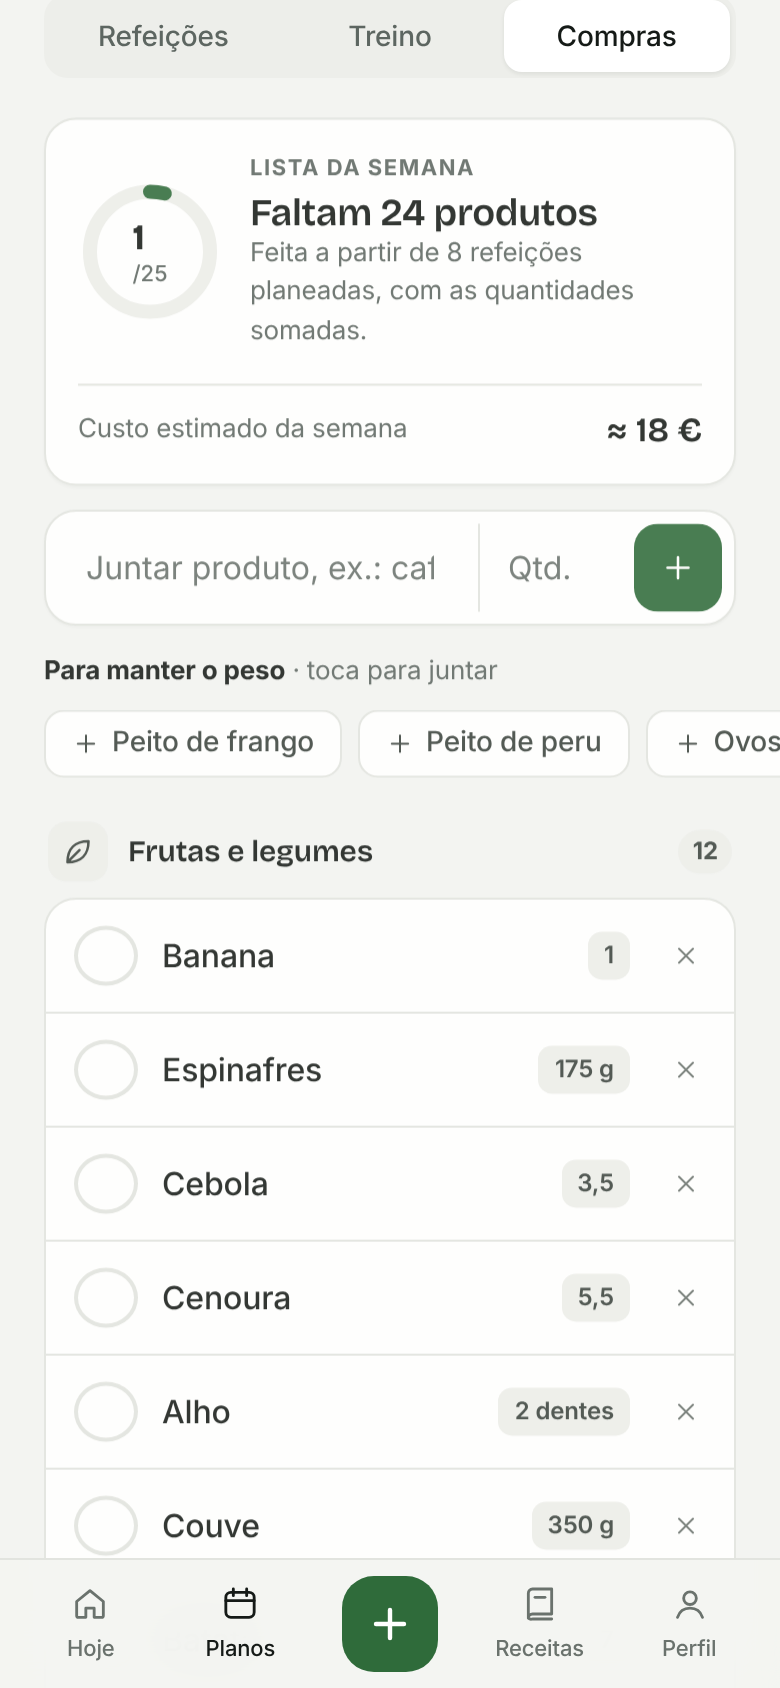 Refeições
Treino
Compras
LISTA DA SEMANA
Faltam 24 produtos
1
/25
Feita a partir de 8 refeições
planeadas, com as quantidades
somadas.
Custo estimado da semana
≈ 18 €
Juntar produto, ex.: caf
Qtd.
Para manter o peso · toca para juntar
+ Peito de frango
+ Peito de peru
+ Ovos
Frutas e legumes
12
Banana
1
Espinafres
175 g
Cebola
3,5
Cenoura
5,5
Alho
2 dentes
Couve
350 g
Hoje
Planos
Receitas
Perfil